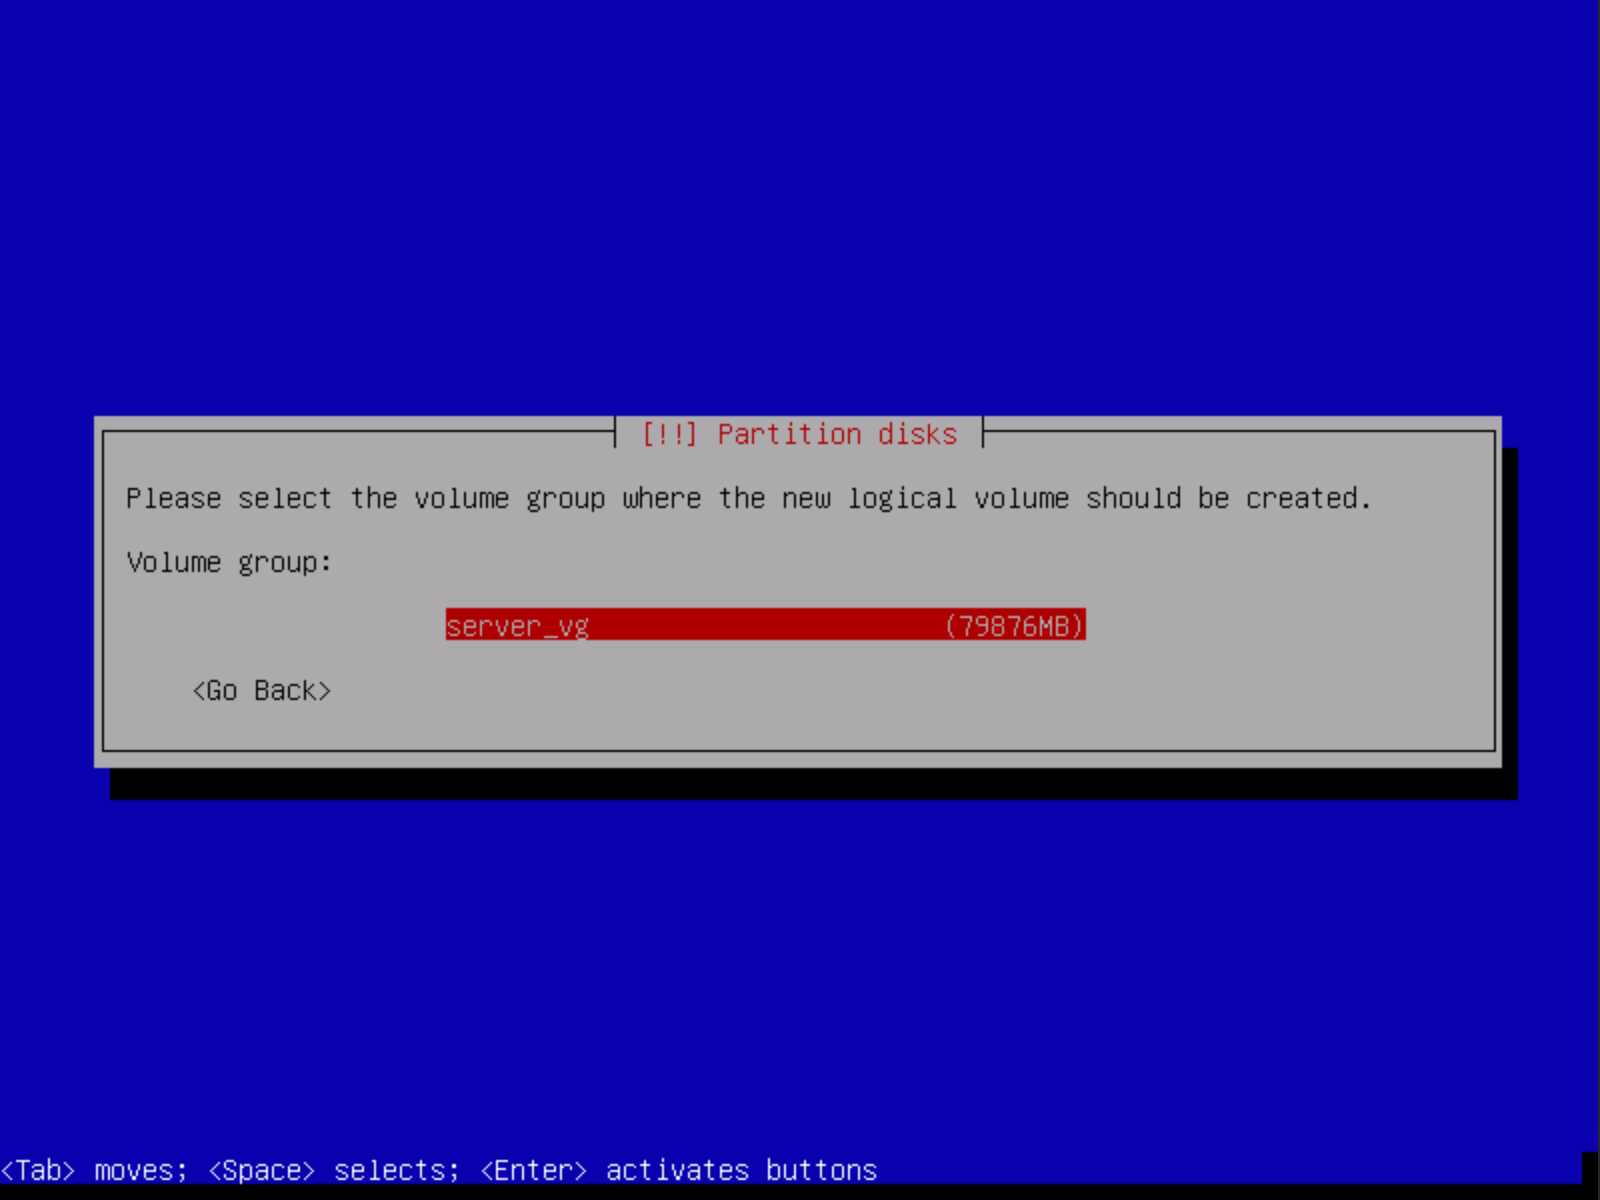 [!!] Partition disks
Please select the volume group where the new logical volume should be created.
Volume group:
server_vg (79876MB)
<Go Back>
<Tab> moves; <Space> selects; <Enter> activates buttons